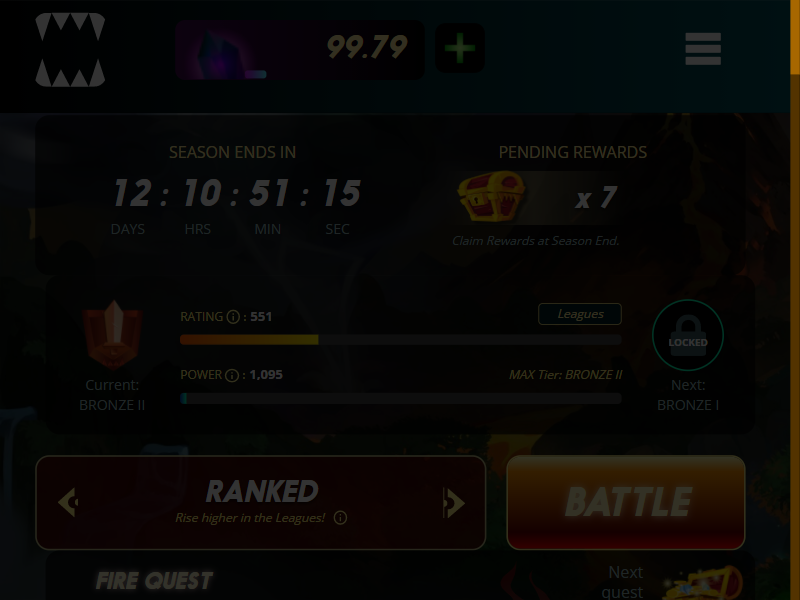 99.79
SEASON ENDS IN
PENDING REWARDS
12 : 10 : 51 : 15
x 7
DAYS HRS MIN SEC
Claim Rewards at Season End.
RATING i : 551
Leagues
LOCKED
POWER i : 1,095
MAX Tier: BRONZE II
Current:
BRONZE II
Next:
BRONZE I
RANKED
Rise higher in the Leagues! i
BATTLE
FIRE QUEST
Next
quest